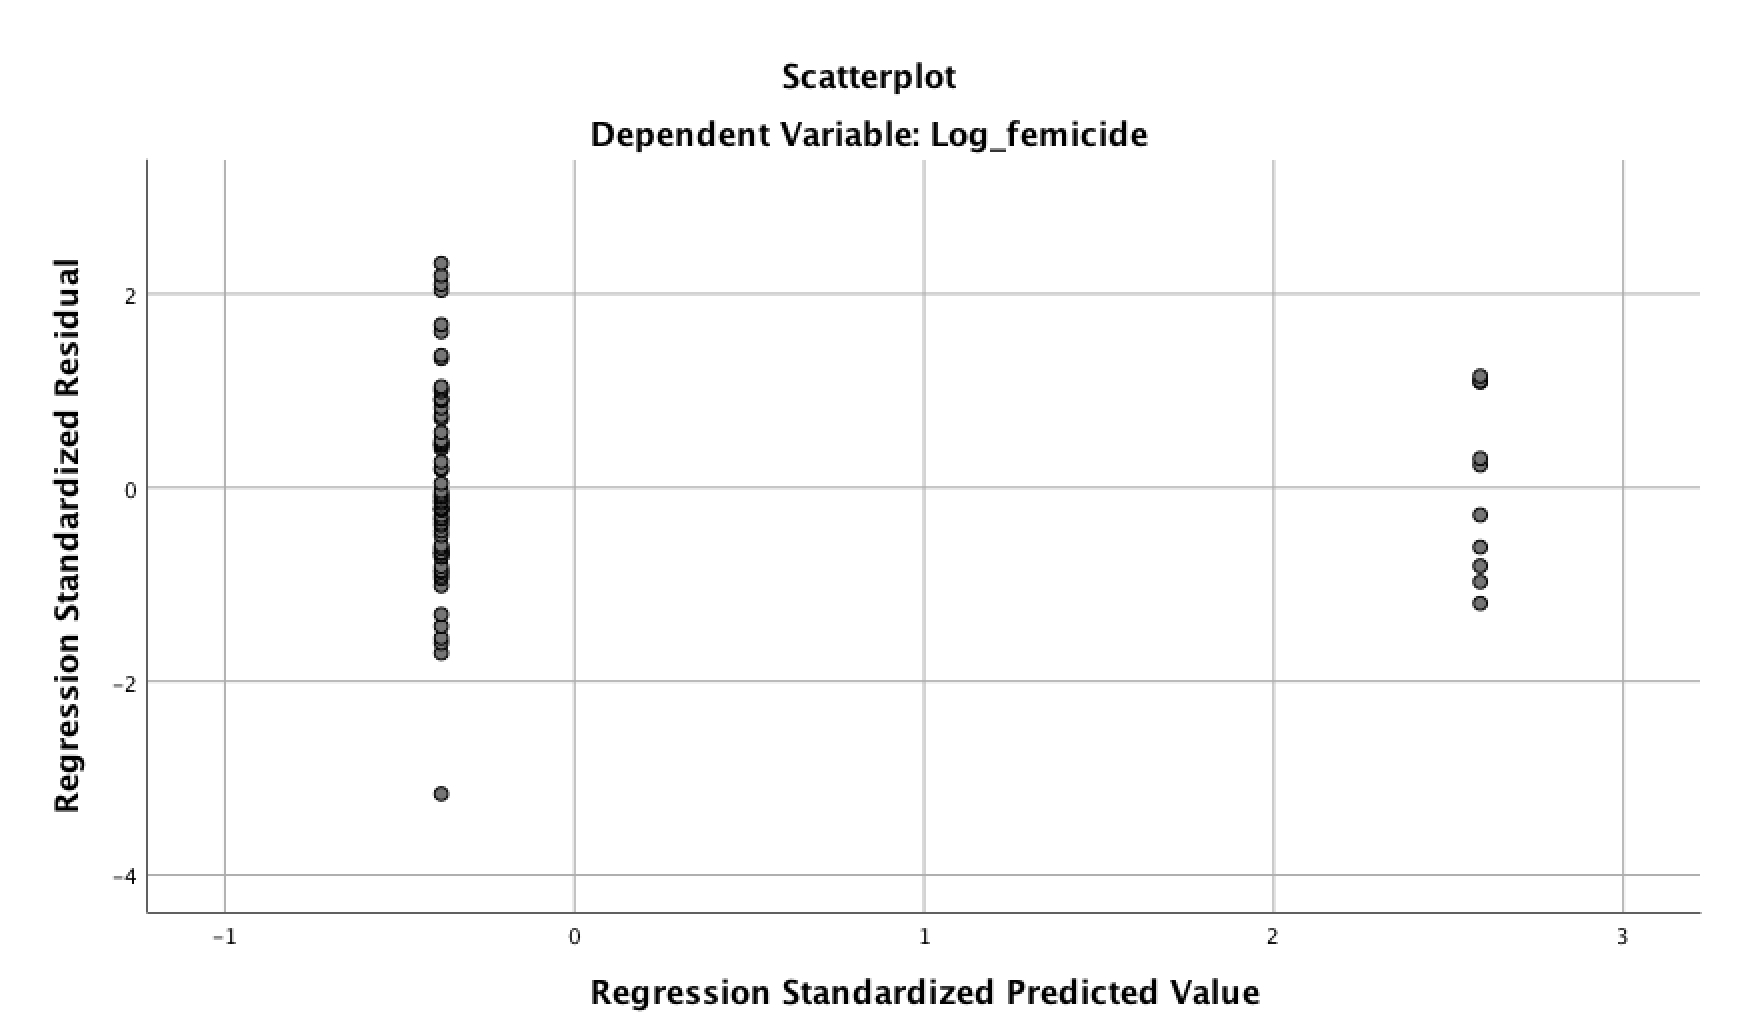 Scatterplot
Dependent Variable: Log_femicide
Regression Standardized Residual
2
0
–2
–4
–1
0
1
2
3
Regression Standardized Predicted Value